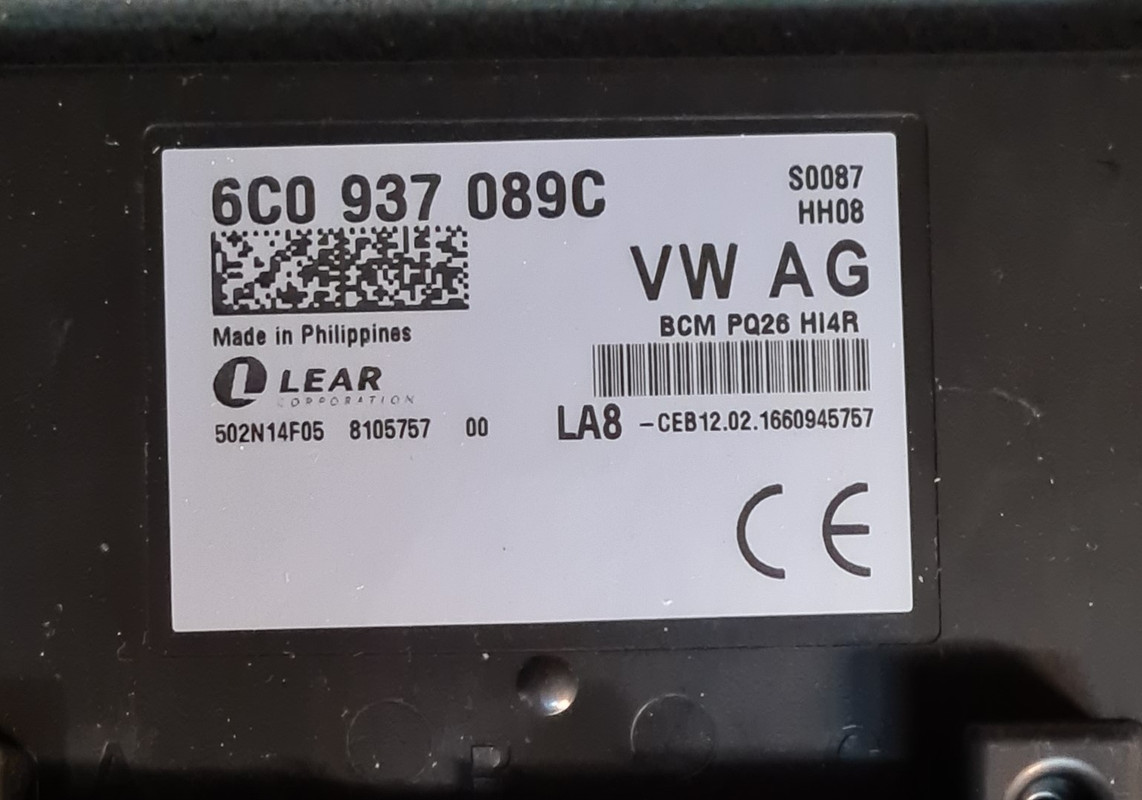 6C0 937 089C
S0087
HH08
VW AG
BCM PQ26 HI4R
Made in Philippines
L LEAR
CORPORATION
502N14F05 8105757 00
LA8 -CEB12.02.1660945757
CE